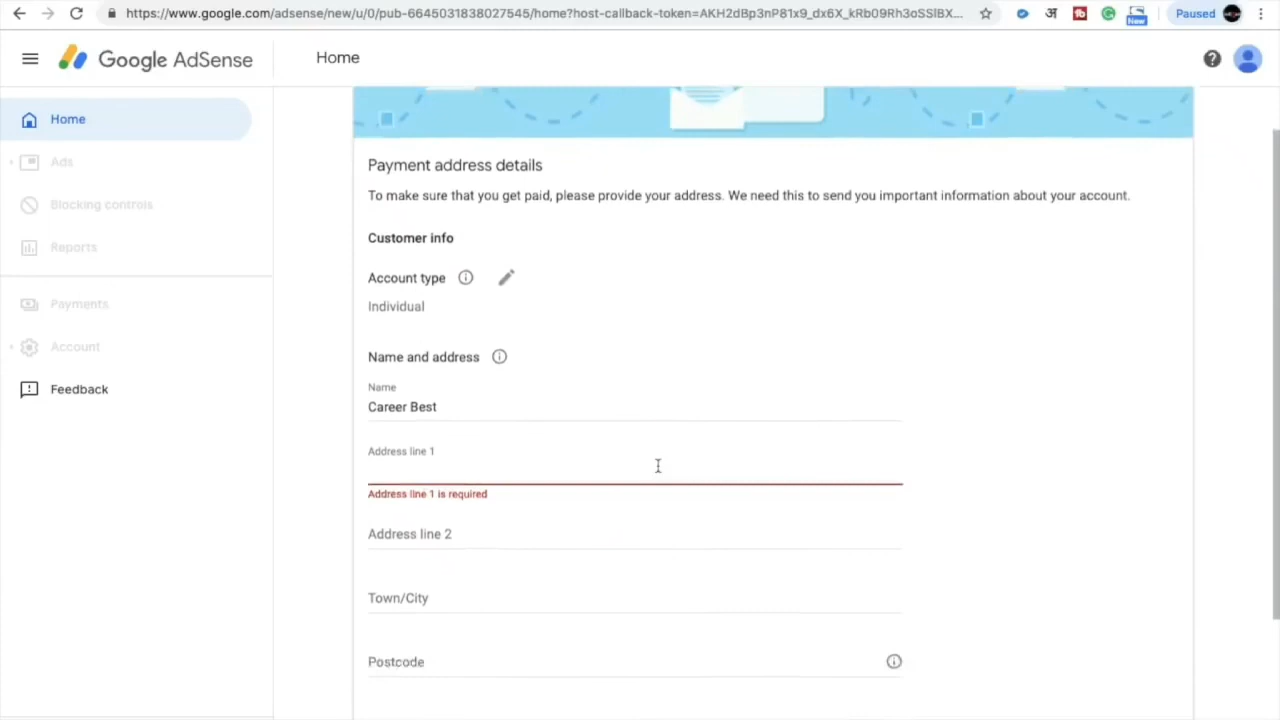 https://www.google.com/adsense/new/u/0/pub-6645031838027545/home?host-callback-token=AKH2dBp3nP81x9_dx6X_kRb09Rh3oSSlBX...
अ
New
Paused
Google AdSense
Home
Home
Ads
Blocking controls
Reports
Payments
Account
Feedback
Payment address details
To make sure that you get paid, please provide your address. We need this to send you important information about your account.
Customer info
Account type
Individual
Name and address
Name
Career Best
Address line 1
Address line 1 is required
Address line 2
Town/City
Postcode